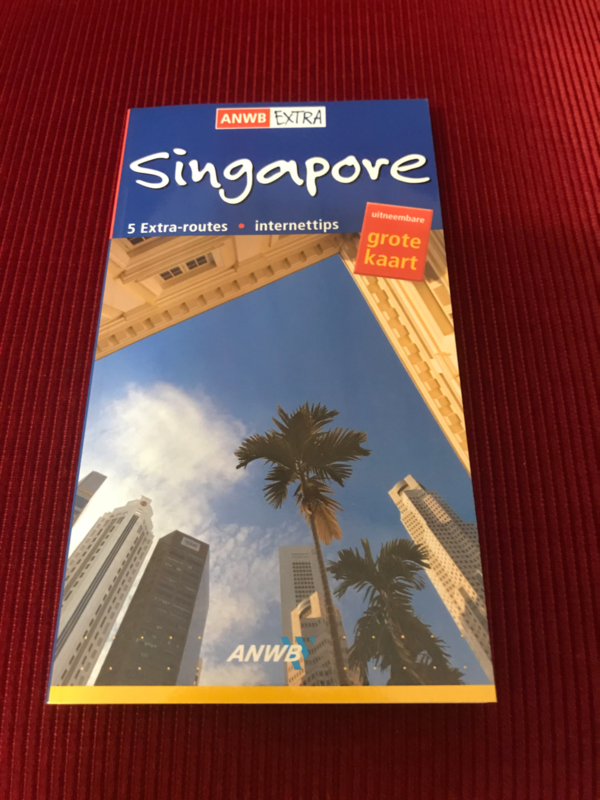 ANWB EXTRA
Singapore
5 Extra-routes • internettips
uitneembare
grote
kaart
ANWB